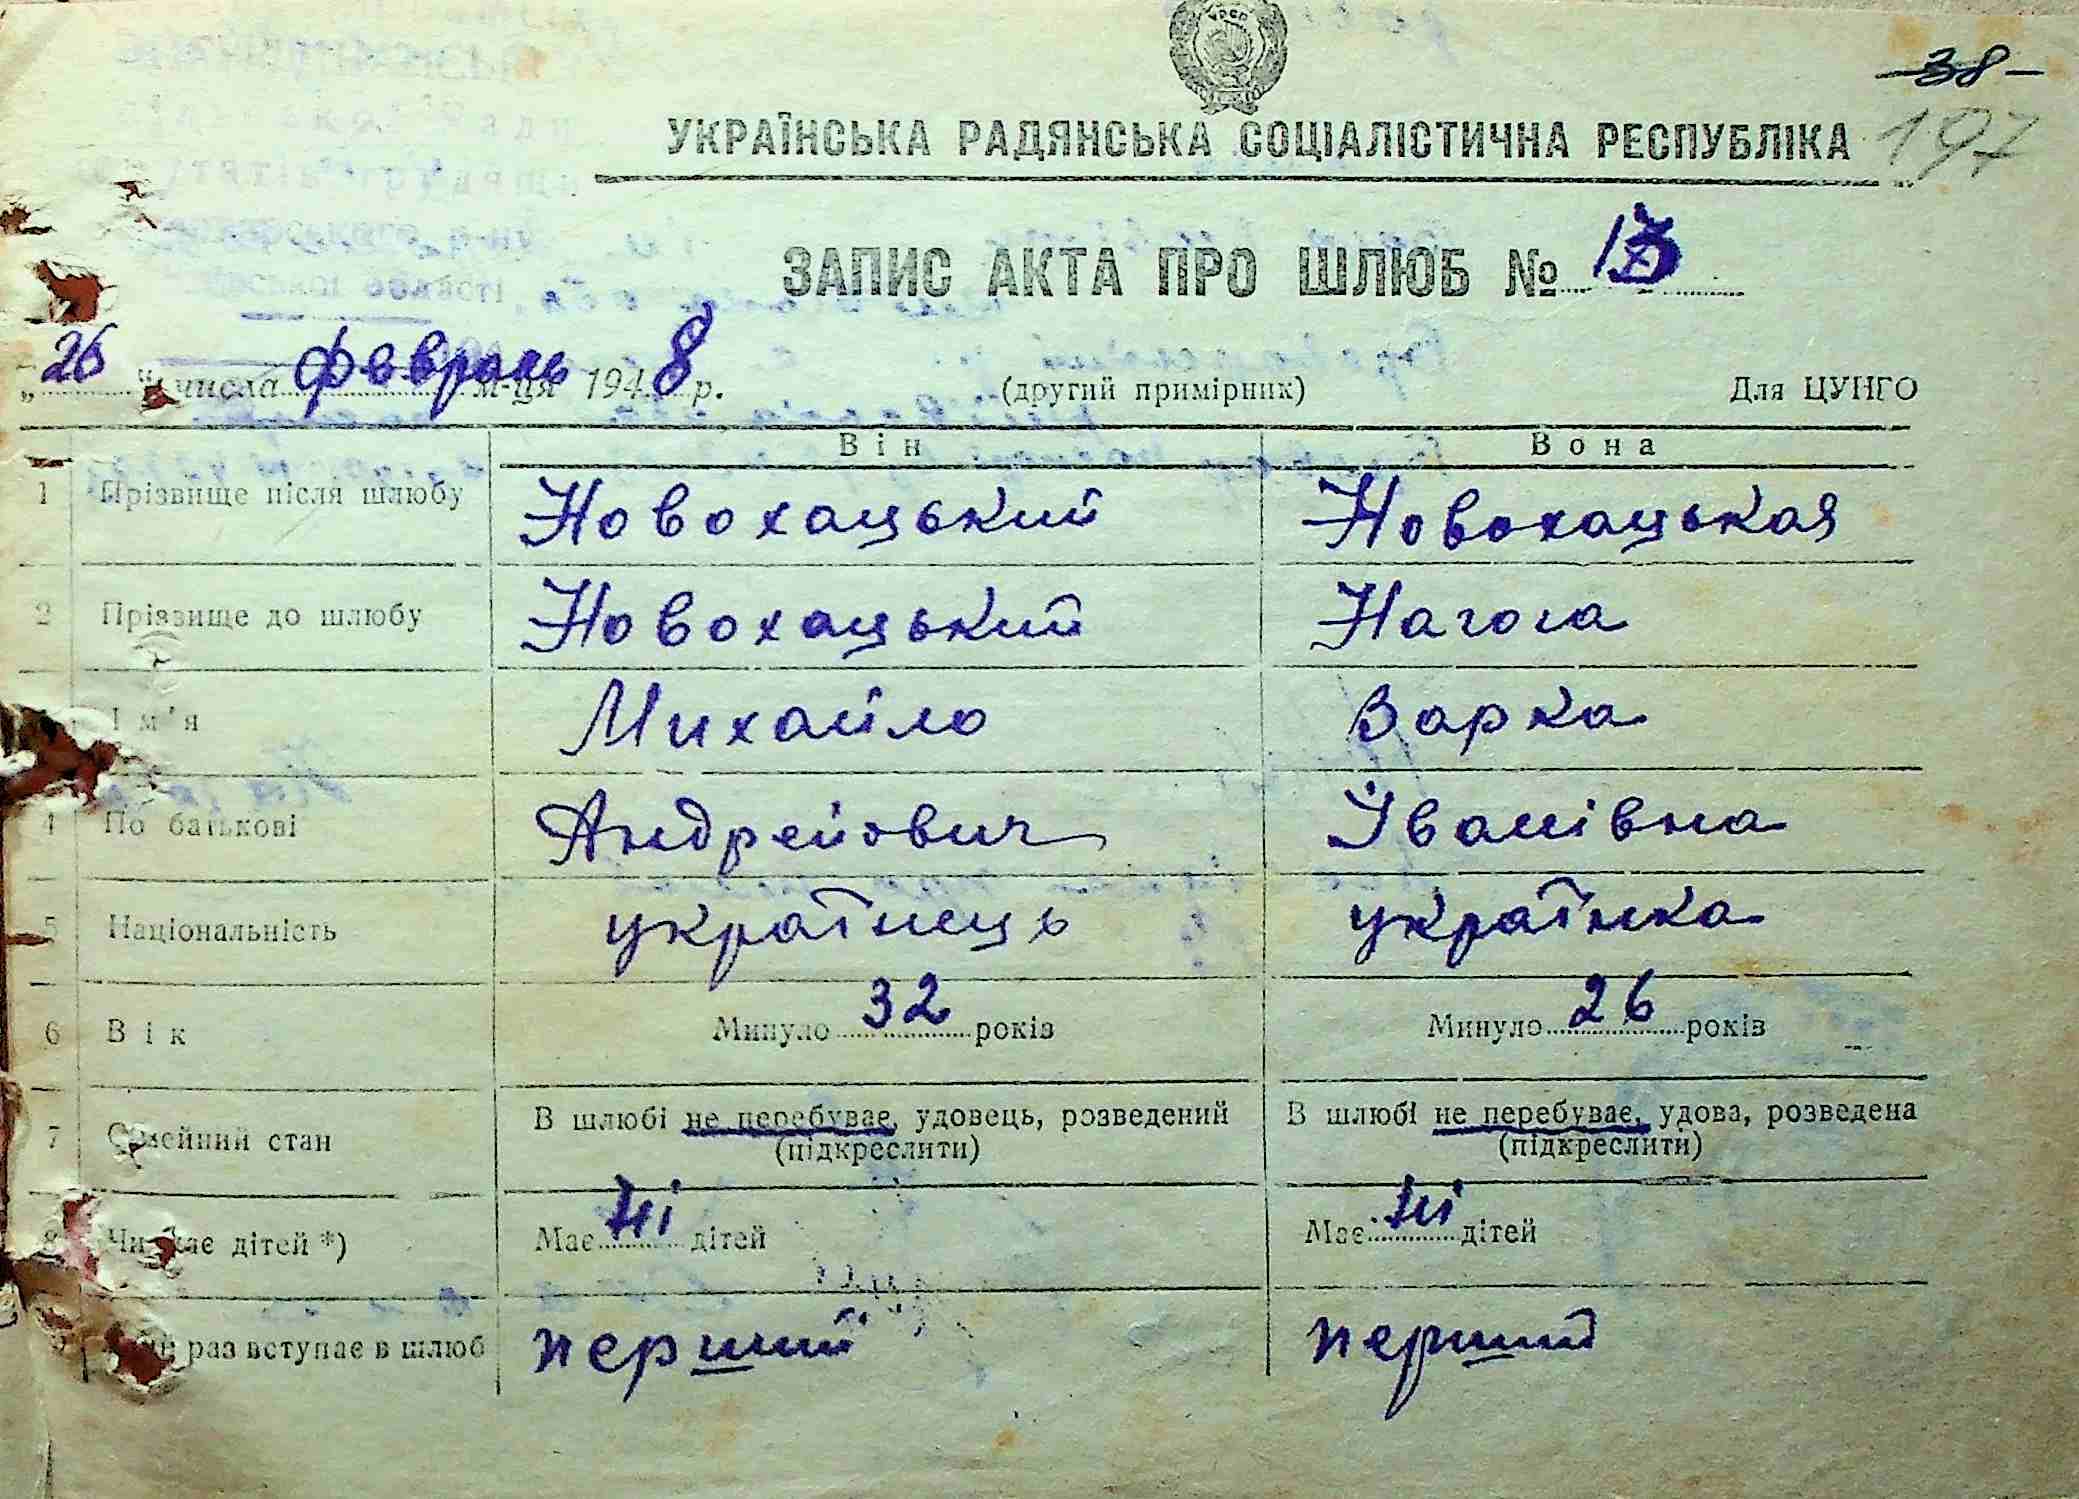 УРСР
38
УКРАЇНСЬКА РАДЯНСЬКА СОЦІАЛІСТИЧНА РЕСПУБЛІКА 197
ЗАПИС АКТА ПРО ШЛЮБ №
„26“ числа февраль м-ця 1948 р. (другий примірник) Для ЦУНГО
Він Вона
1 Прізвище після шлюбу Новохацький Новохацькая
2 Прізвище до шлюбу Новохацький Нагога
Ім'я Михайло Варка
4 По батькові Андрейович Іванівна
5 Національність українець українка
6 Вік Минуло 32 років Минуло 26 років
7 Сімейний стан В шлюбі не перебуває, удовець, розведений В шлюбі не перебуває, удова, розведена
(підкреслити) (підкреслити)
8 Чи має дітей *) Має ні дітей Має ні дітей
раз вступає в шлюб перший перший